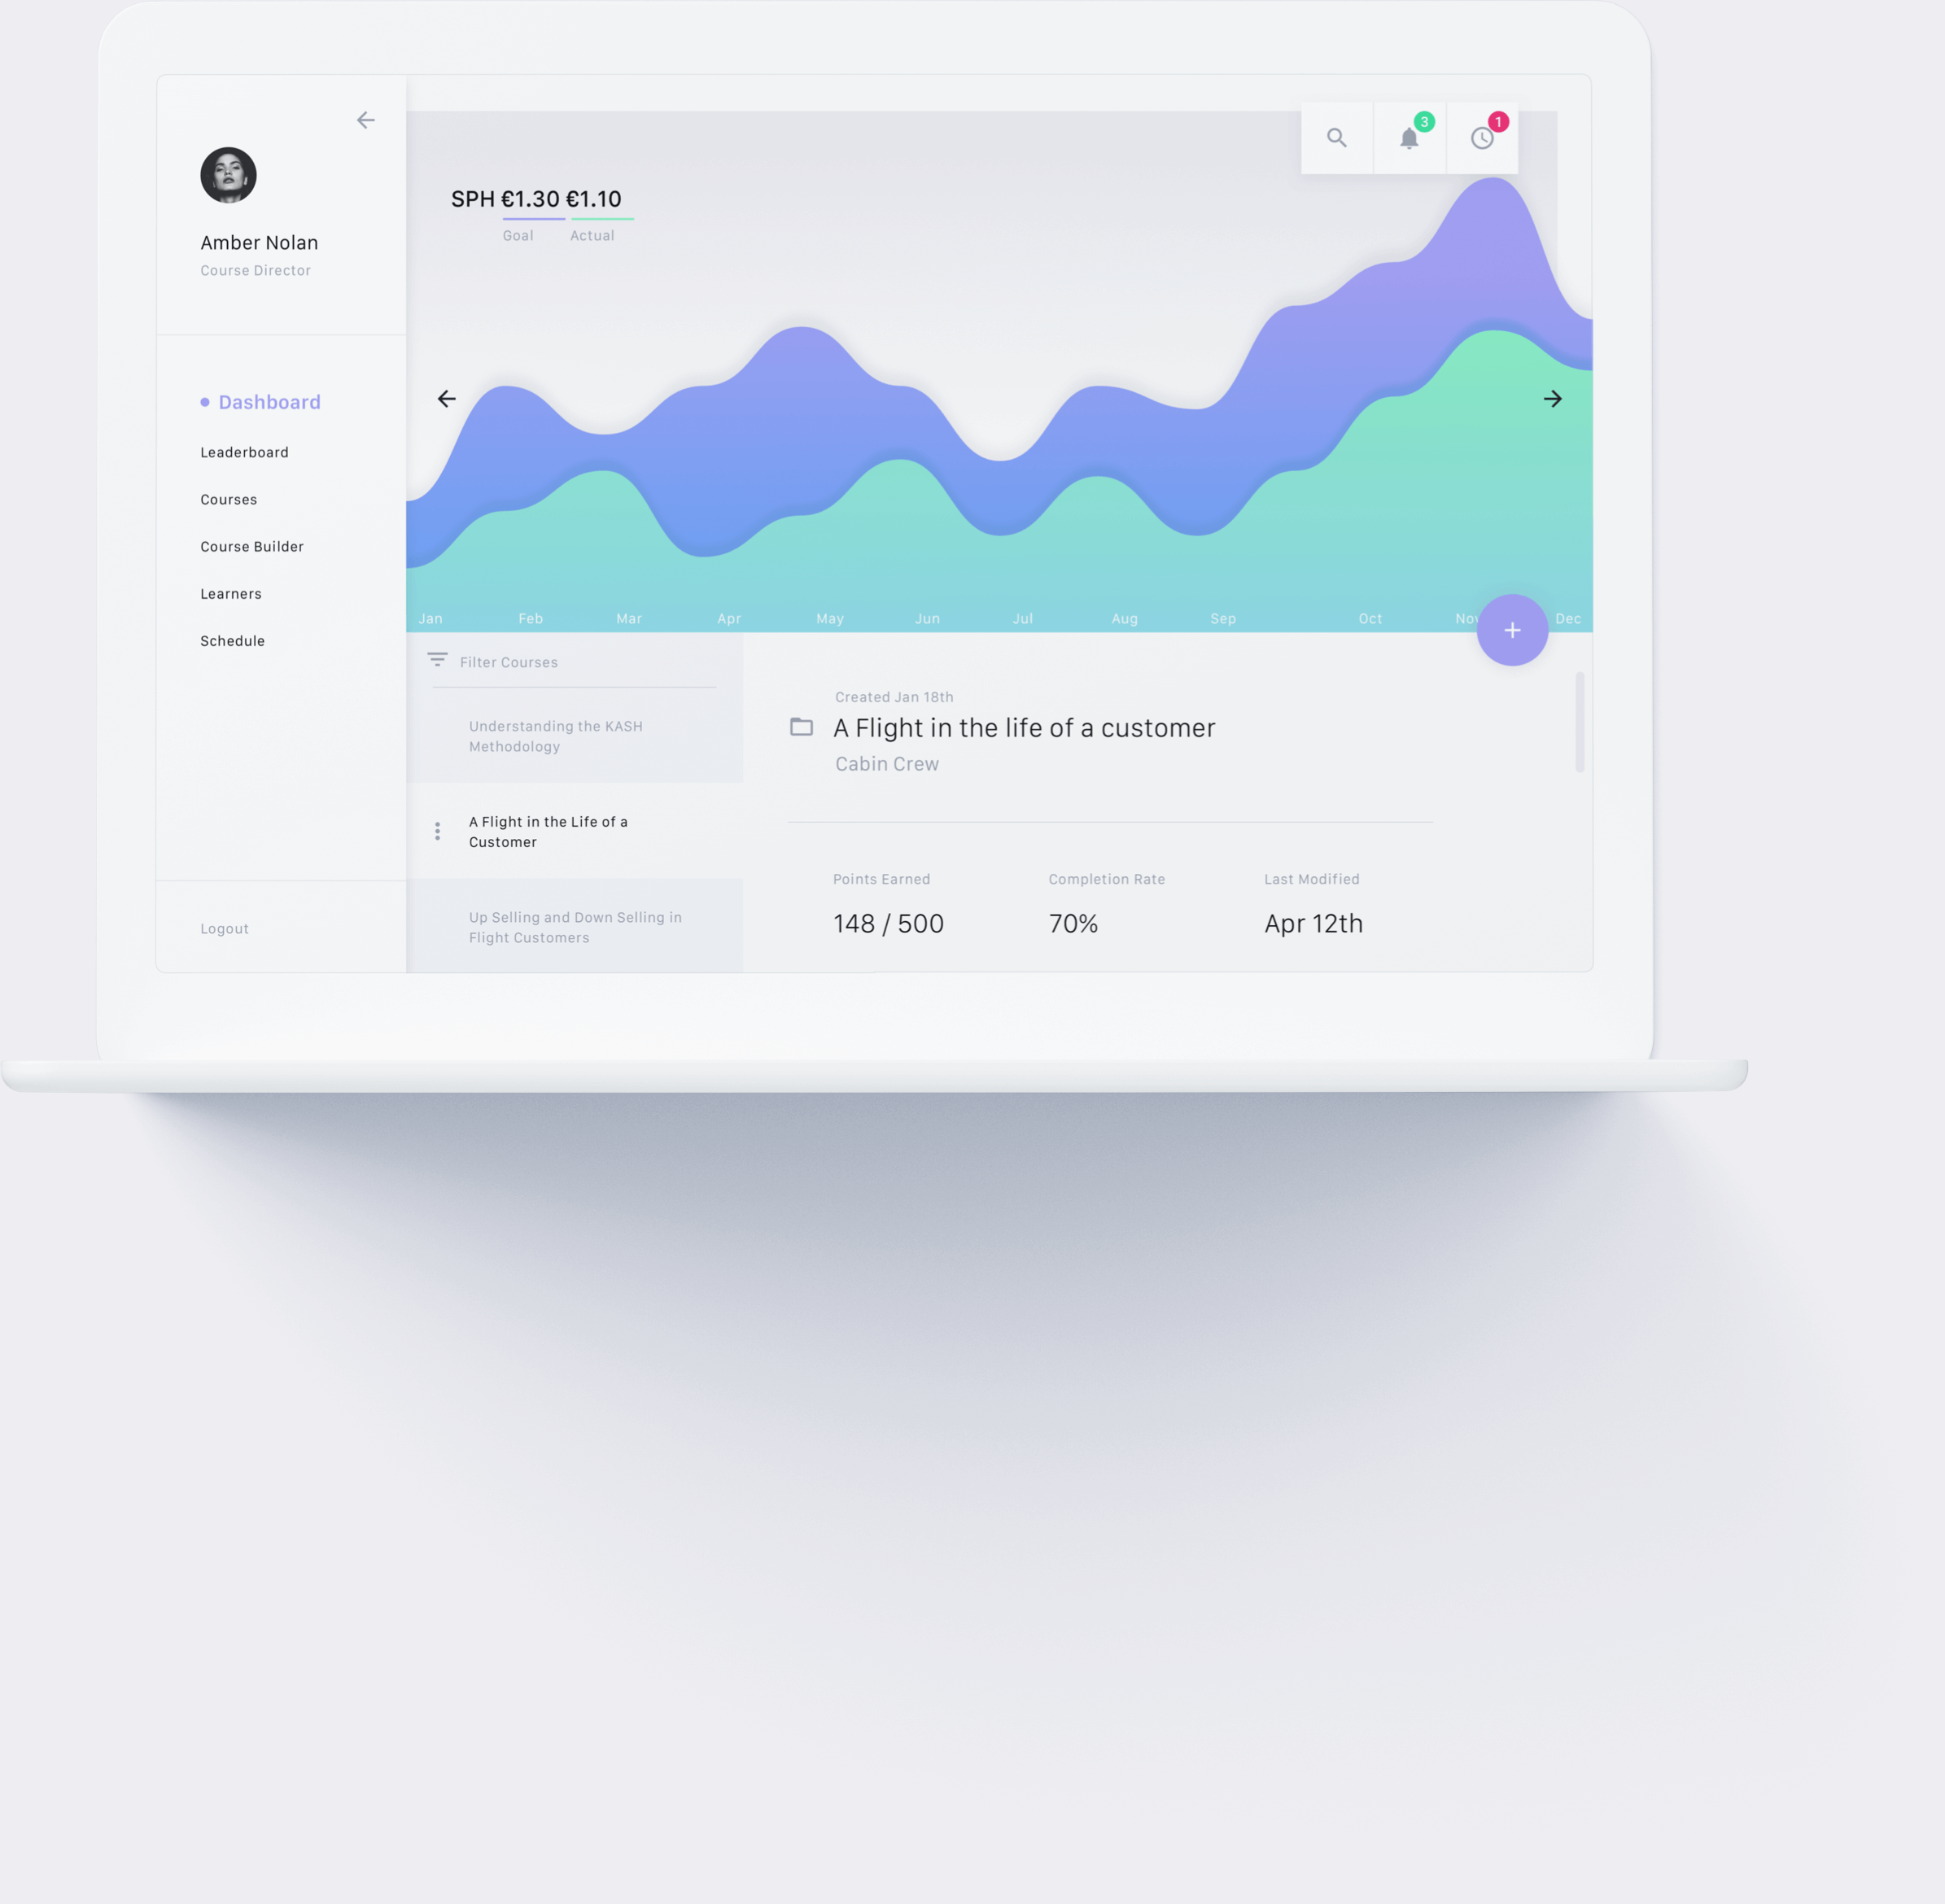 Amber Nolan
Course Director
Dashboard
Leaderboard
Courses
Course Builder
Learners
Schedule
Logout
3
1
SPH €1.30 €1.10
Goal Actual
Jan Feb Mar Apr May Jun Jul Aug Sep Oct Nov Dec
+
Filter Courses
Understanding the KASH
Methodology
A Flight in the Life of a
Customer
Up Selling and Down Selling in
Flight Customers
Created Jan 18th
A Flight in the life of a customer
Cabin Crew
Points Earned Completion Rate Last Modified
148 / 500 70% Apr 12th